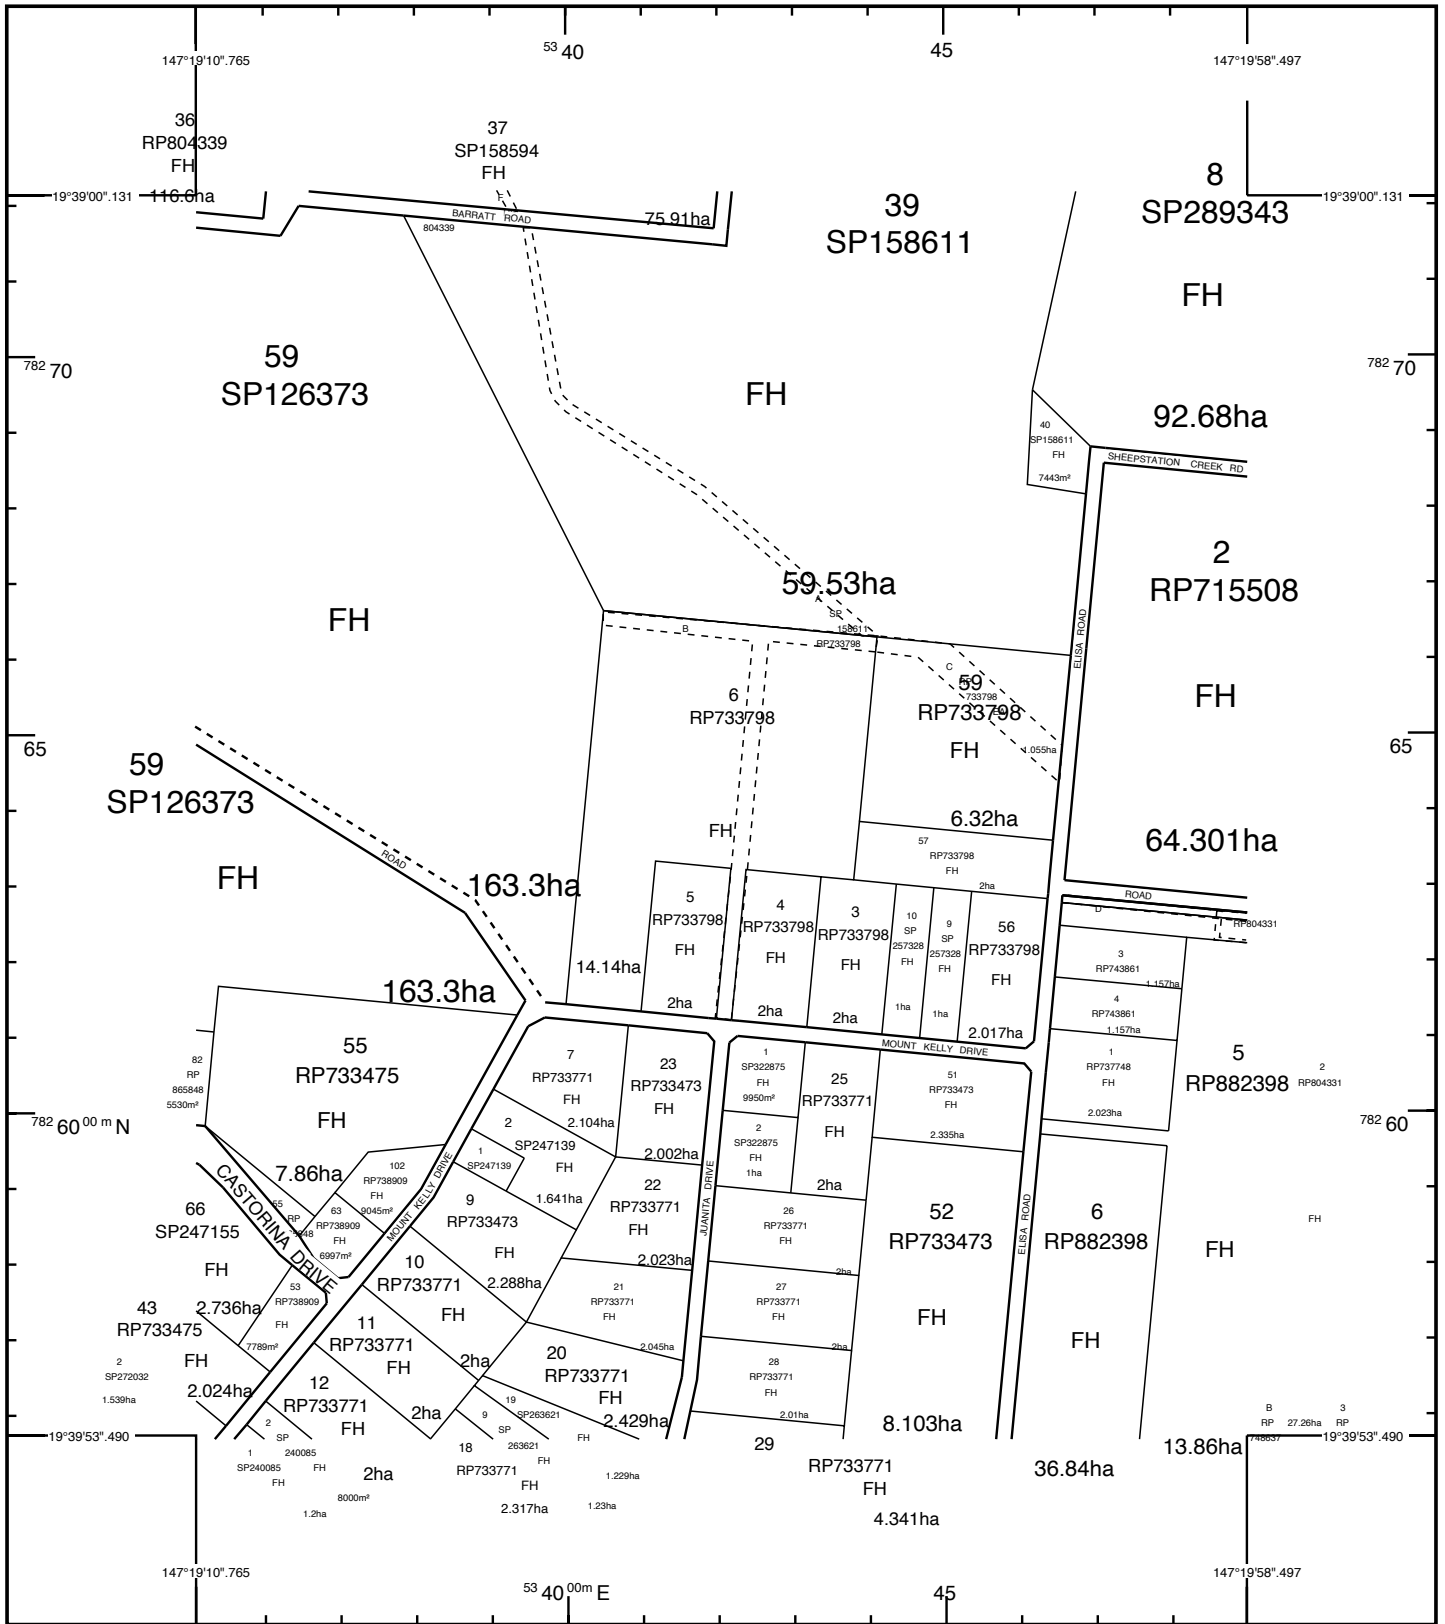 53 40
45
147°19'10".765
147°19'58".497
36
RP804339
FH
116.6ha
37
SP158594
FH
F
19°39'00".131
19°39'00".131
BARRATT ROAD
804339
75.91ha
39
SP158611
FH
8
SP289343
FH
92.68ha
782 70
782 70
59
SP126373
FH
40
SP158611
FH
7443m²
SHEEPSTATION CREEK RD
2
RP715508
FH
64.301ha
59.53ha
A
SP
158611
B
RP733798
ELISA ROAD
C
733798
59
RP733798
FH
1.055ha
6.32ha
6
RP733798
FH
14.14ha
65
65
59
SP126373
FH
ROAD
163.3ha
163.3ha
57
RP733798
FH
2ha
5
RP733798
FH
2ha
4
RP733798
FH
2ha
3
RP733798
FH
2ha
10
SP
257328
FH
1ha
9
SP
257328
FH
1ha
56
RP733798
FH
2.017ha
ROAD
D
RP804331
3
RP743861
1.157ha
4
RP743861
1.157ha
1
RP737748
FH
2.023ha
5
RP882398
FH
2
RP804331
FH
MOUNT KELLY DRIVE
55
RP733475
FH
7.86ha
82
RP
865848
5530m²
782 60 00 m N
782 60
7
RP733771
FH
2.104ha
23
RP733473
FH
2.002ha
1
SP322875
FH
9950m²
2
SP322875
FH
1ha
25
RP733771
FH
2ha
51
RP733473
FH
2.335ha
2
SP247139
FH
1.641ha
1
SP247139
102
RP738909
FH
9045m²
63
RP738909
FH
6997m²
55
RP
MOUNT KELLY DRIVE
CASTORINA DRIVE
66
SP247155
FH
2.736ha
9
RP733473
FH
2.288ha
22
RP733771
FH
2.023ha
JUANITA DRIVE
26
RP733771
FH
2ha
52
RP733473
FH
8.103ha
ELISA ROAD
6
RP882398
FH
36.84ha
10
RP733771
FH
2ha
53
RP738909
FH
7789m²
21
RP733771
FH
2.045ha
27
RP733771
FH
2ha
43
RP733475
FH
2.024ha
11
RP733771
FH
2ha
20
RP733771
FH
2.429ha
28
RP733771
FH
2.01ha
2
SP272032
1.539ha
12
RP733771
FH
2ha
19
SP263621
FH
1.229ha
9
SP
263621
FH
1.23ha
B
RP
748637
27.26ha
3
RP
13.86ha
19°39'53".490
19°39'53".490
2
SP
240085
FH
8000m²
1
SP240085
FH
1.2ha
18
RP733771
FH
2.317ha
29
RP733771
FH
4.341ha
147°19'10".765
147°19'58".497
53 40 00m E
45